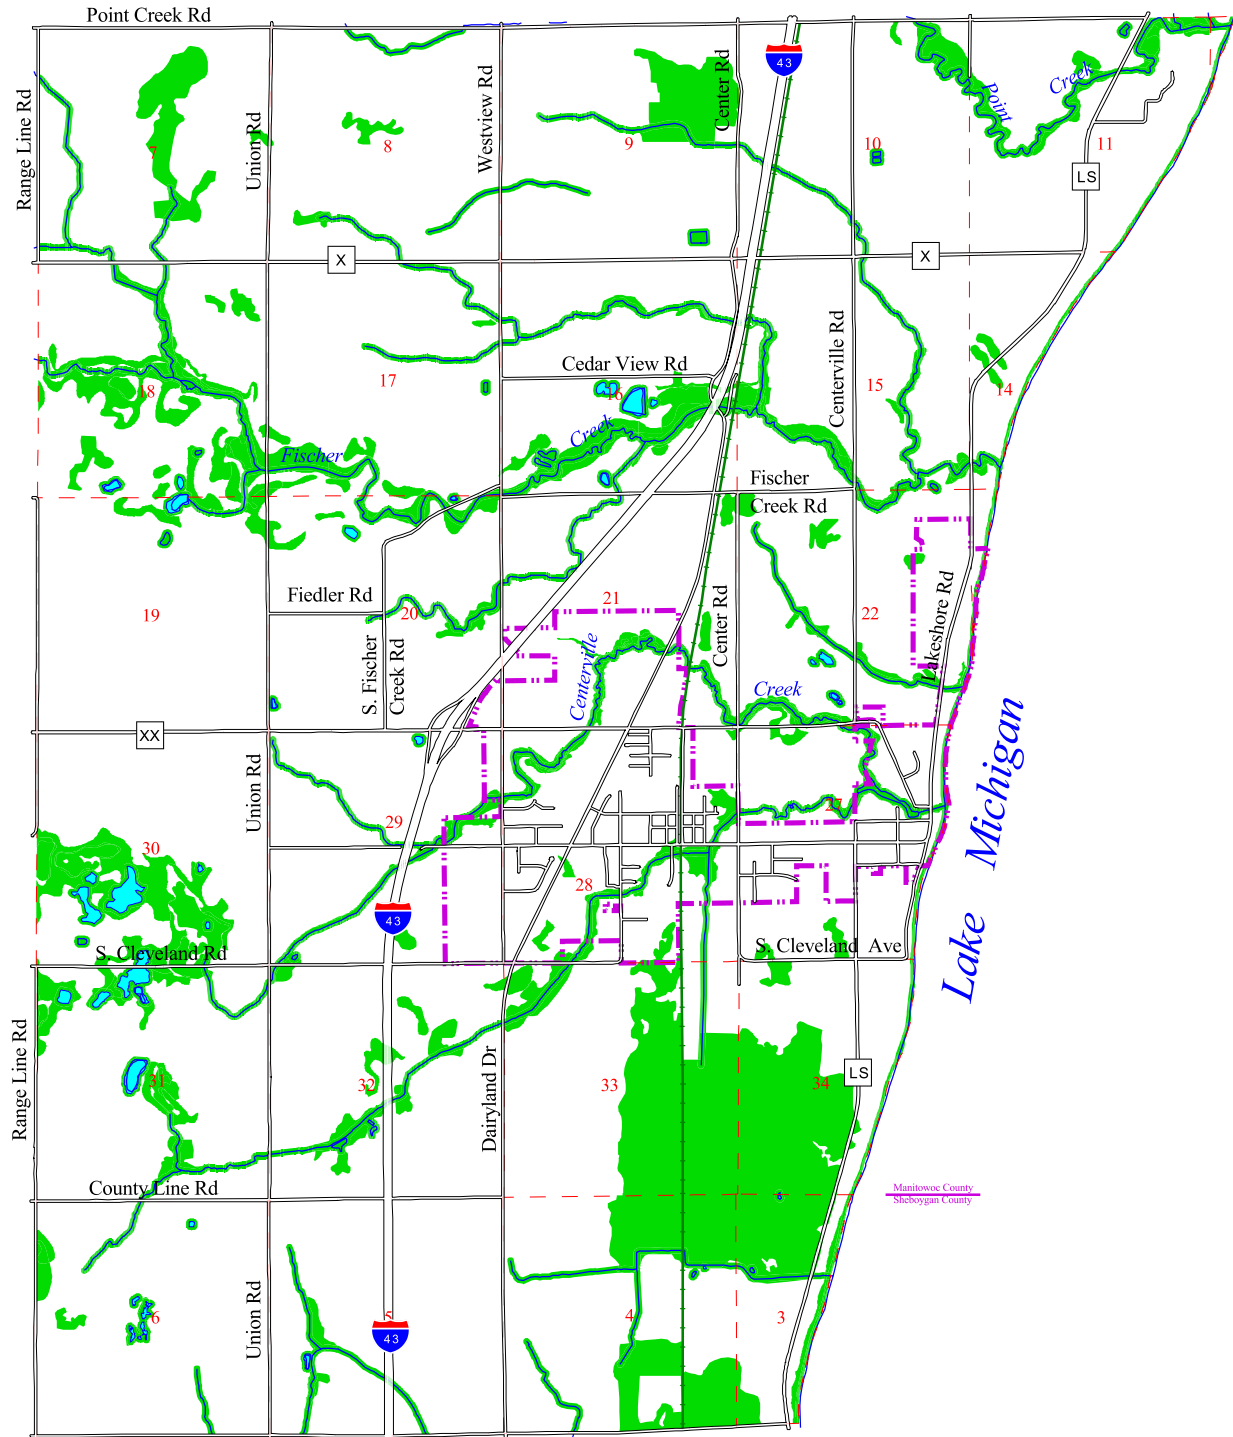 Point Creek Rd
Range Line Rd
Union Rd
Westview Rd
Center Rd
43
Point
Creek
7
8
9
10
11
LS
X
X
Centerville Rd
Cedar View Rd
18
17
16
15
14
Creek
Fischer
Fischer
Creek Rd
Fiedler Rd
19
20
21
22
S. Fischer
Creek Rd
Centerville
Center Rd
Creek
Lakeshore Rd
XX
Union Rd
Lake Michigan
30
29
28
27
43
S. Cleveland Rd
S. Cleveland Ave
Range Line Rd
31
32
Dairyland Dr
33
34
LS
County Line Rd
Manitowoc County
Sheboygan County
Union Rd
6
5
43
4
3